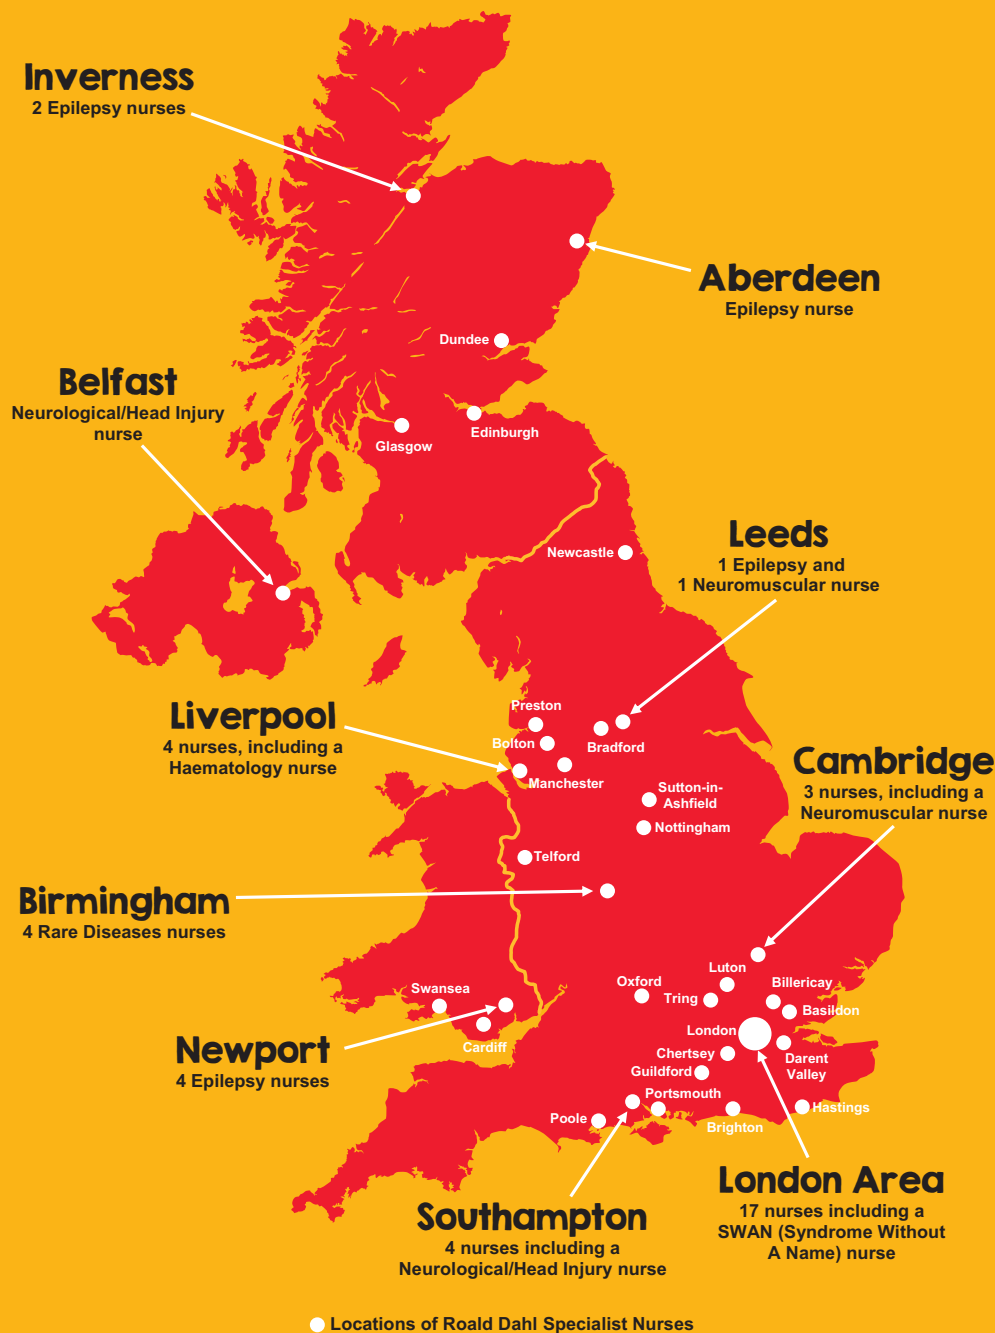 Inverness
2 Epilepsy nurses
Aberdeen
Epilepsy nurse
Dundee
Belfast
Neurological/Head Injury
nurse
Edinburgh
Glasgow
Leeds
1 Epilepsy and
1 Neuromuscular nurse
Newcastle
Liverpool
4 nurses, including a
Haematology nurse
Preston
Bolton
Bradford
Manchester
Cambridge
3 nurses, including a
Neuromuscular nurse
Sutton-in-
Ashfield
Nottingham
Telford
Birmingham
4 Rare Diseases nurses
Luton
Oxford
Tring
Billericay
Basildon
Swansea
London
Cardiff
Newport
4 Epilepsy nurses
Chertsey
Darent
Valley
Guildford
Portsmouth
Poole
Brighton
Hastings
London Area
17 nurses including a
SWAN (Syndrome Without
A Name) nurse
Southampton
4 nurses including a
Neurological/Head Injury nurse
Locations of Roald Dahl Specialist Nurses